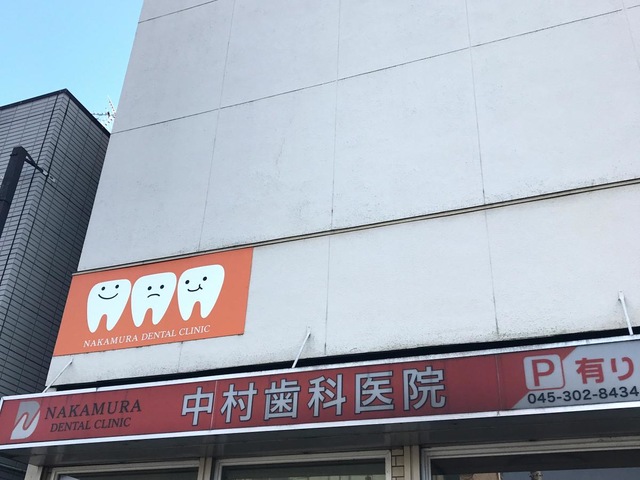 NAKAMURA DENTAL CLINIC
NAKAMURA
DENTAL CLINIC
中村歯科医院
P 有り
045-302-8434